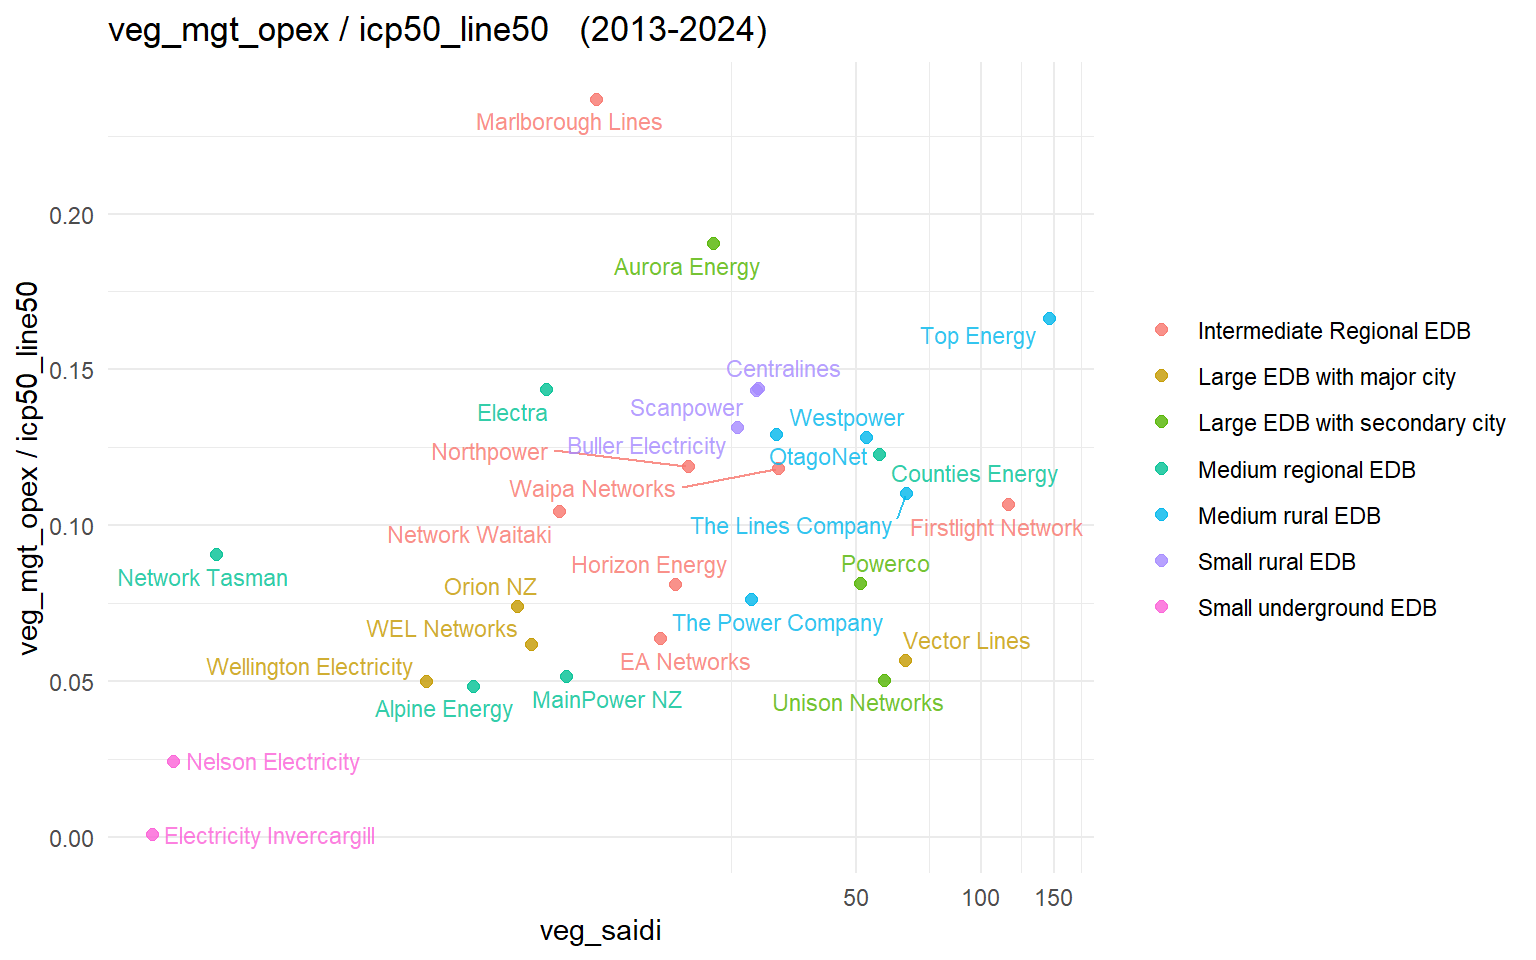 veg_mgt_opex / icp50_line50   (2013-2024)
veg_mgt_opex / icp50_line50
0.20
0.15
0.10
0.05
0.00
Marlborough Lines
Aurora Energy
Top Energy
Centralines
Electra
Scanpower
Westpower
Buller Electricity
Northpower
OtagoNet
Counties Energy
Waipa Networks
The Lines Company
Firstlight Network
Network Waitaki
Network Tasman
Horizon Energy
Powerco
Orion NZ
The Power Company
WEL Networks
Vector Lines
EA Networks
Wellington Electricity
Unison Networks
MainPower NZ
Alpine Energy
Nelson Electricity
Electricity Invercargill
50
100
150
veg_saidi
Intermediate Regional EDB
Large EDB with major city
Large EDB with secondary city
Medium regional EDB
Medium rural EDB
Small rural EDB
Small underground EDB